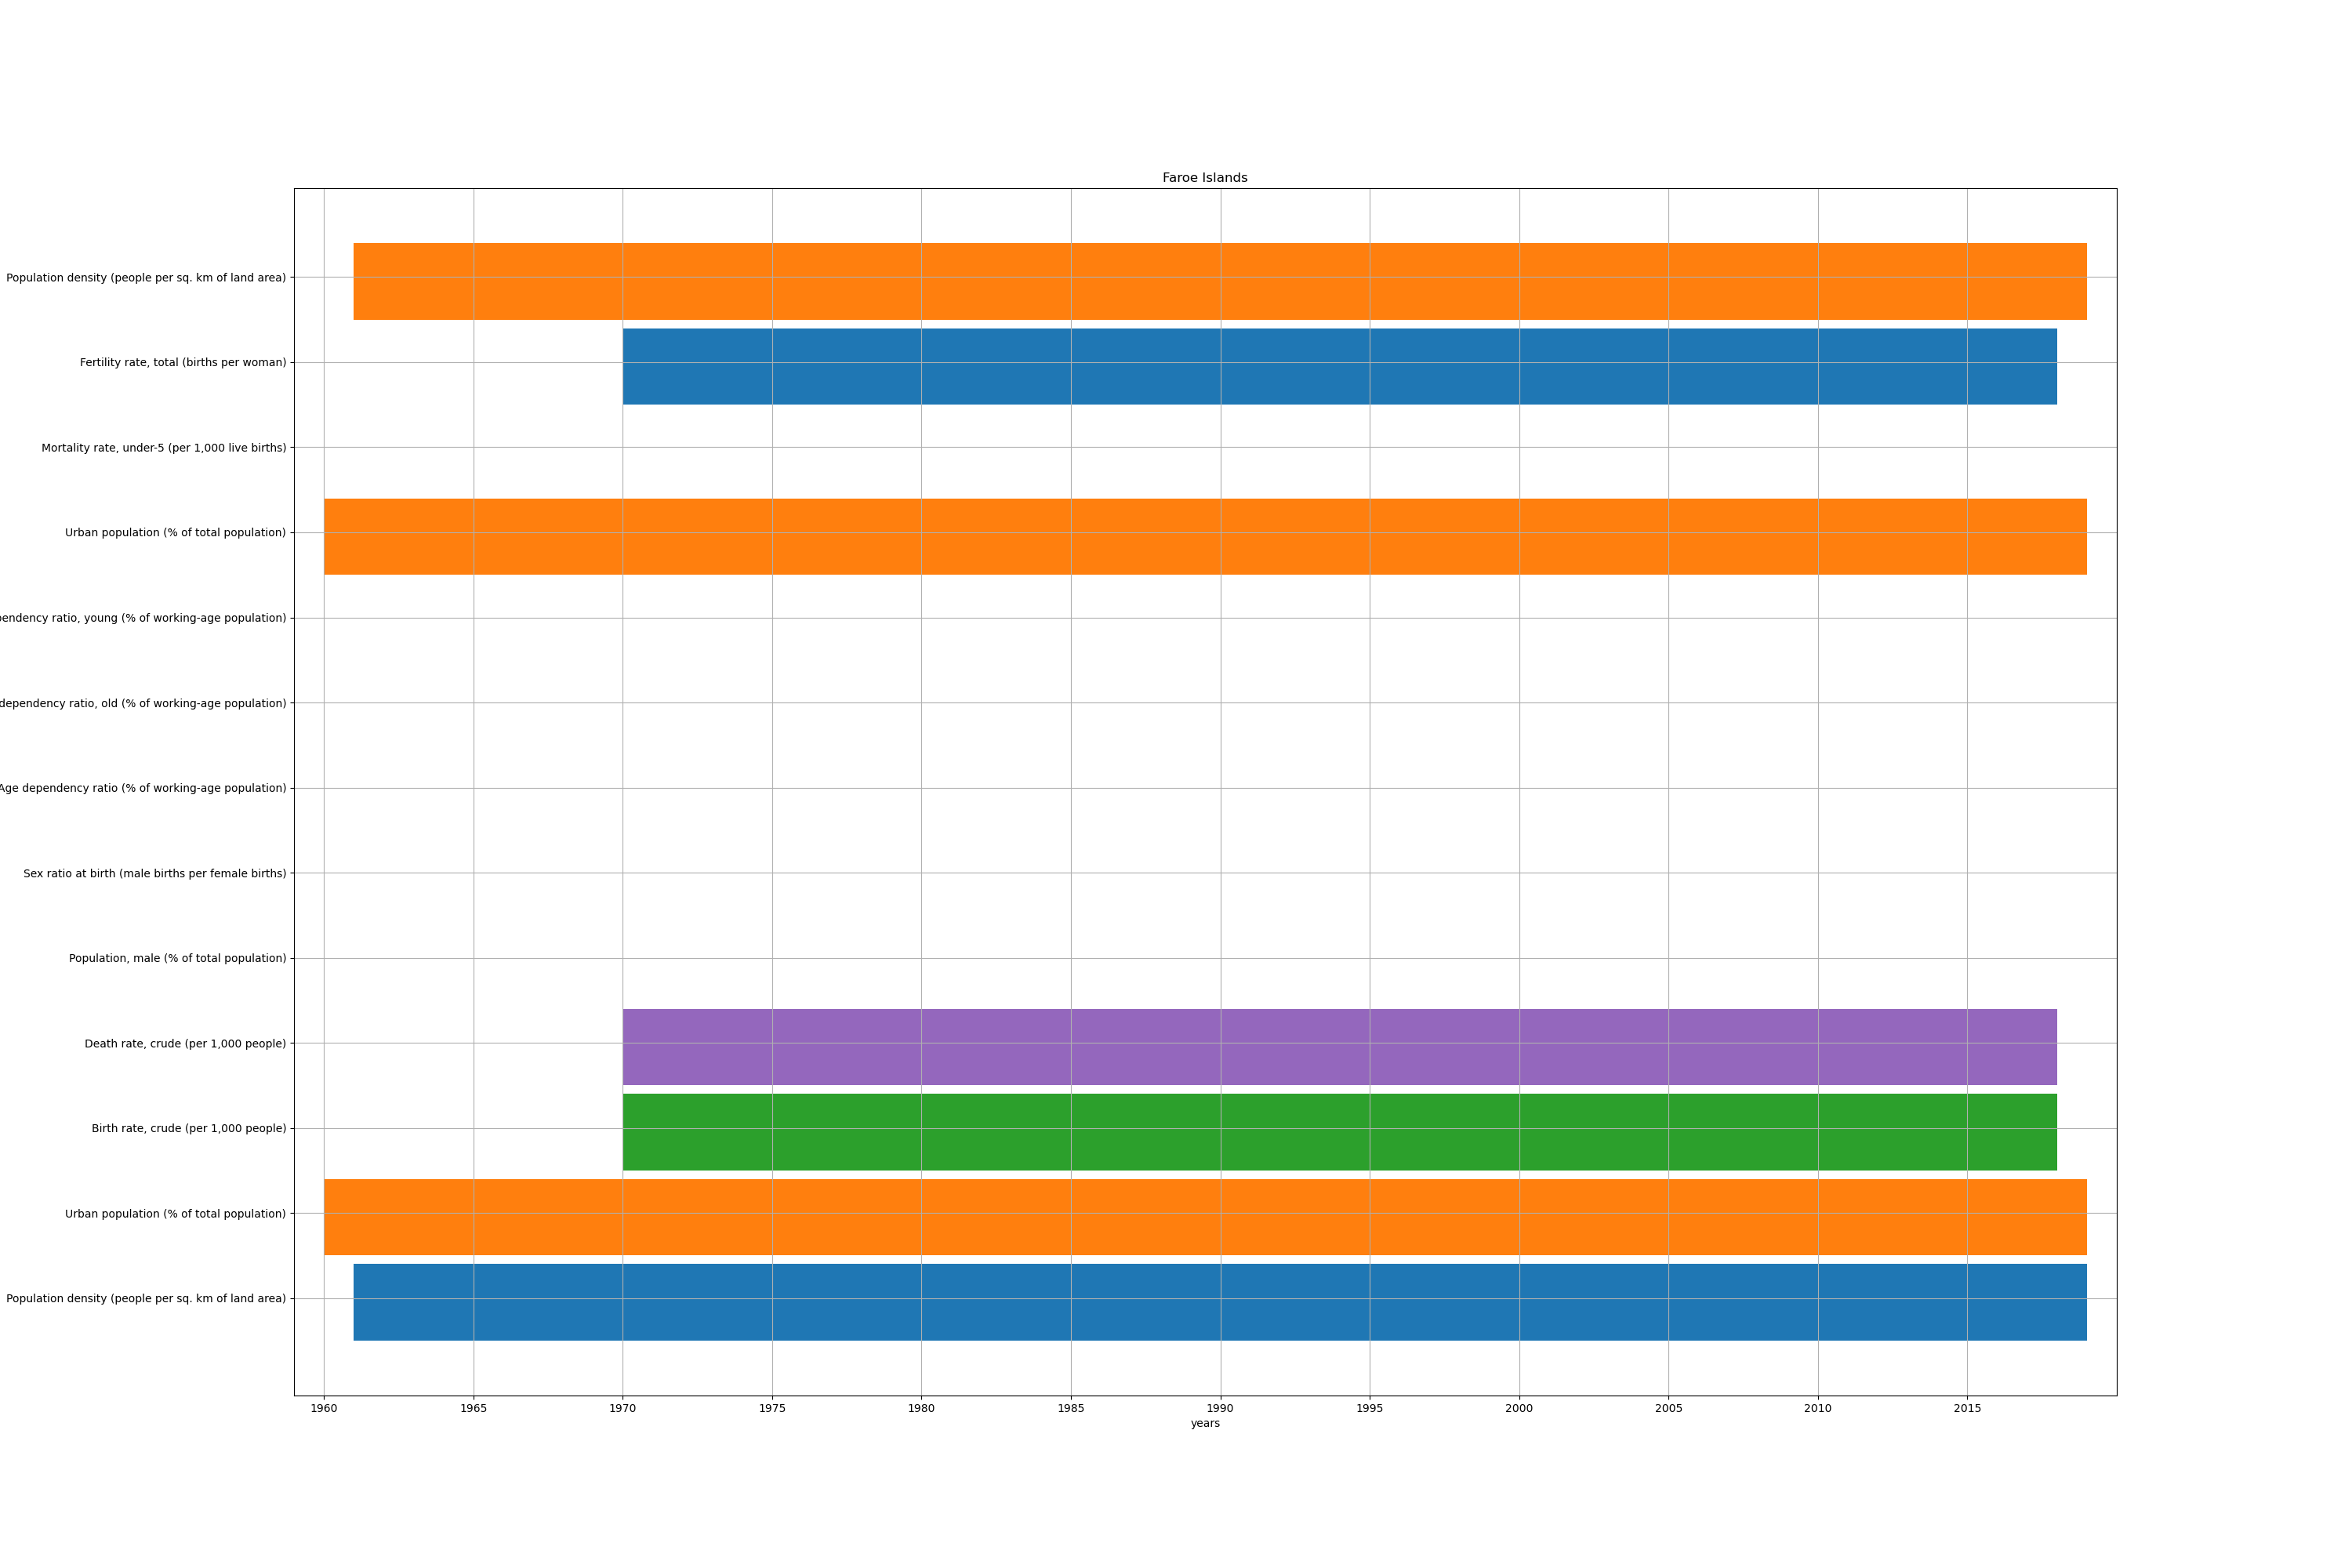 Faroe Islands
Population density (people per sq. km of land area)
Fertility rate, total (births per woman)
Mortality rate, under-5 (per 1,000 live births)
Urban population (% of total population)
ratio, young (% of working-age population)
dependency ratio, old (% of working-age population)
Age dependency ratio (% of working-age population)
Sex ratio at birth (male births per female births)
Population, male (% of total population)
Death rate, crude (per 1,000 people)
Birth rate, crude (per 1,000 people)
Urban population (% of total population)
Population density (people per sq. km of land area)
1960 1965 1970 1975 1980 1985 1990 1995 2000 2005 2010 2015
years